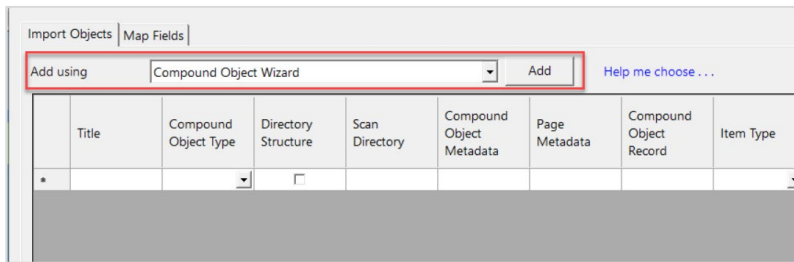 Import Objects Map Fields
Add using Compound Object Wizard Add Help me choose . . .
Title Compound Object Type Directory Structure Scan Directory Compound Object Metadata Page Metadata Compound Object Record Item Type